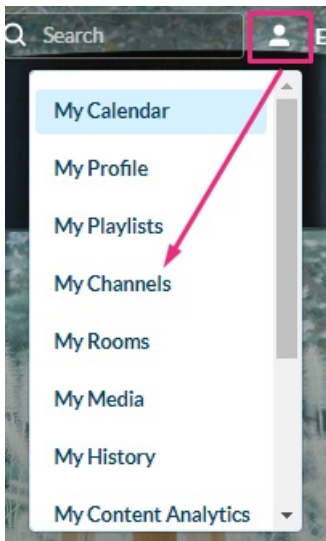 Search
My Calendar
My Profile
My Playlists
My Channels
My Rooms
My Media
My History
My Content Analytics